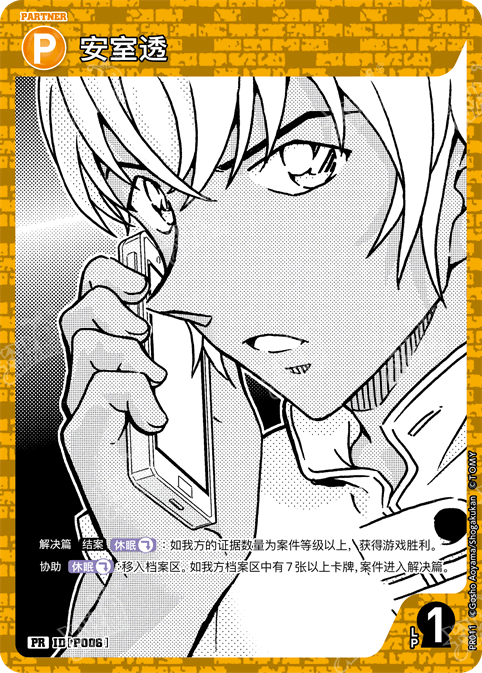 PARTNER
P 安室透
解决篇 结案 休眠 ：如我方的证据数量为案件等级以上，获得游戏胜利。
协助 休眠 :移入档案区。如我方档案区中有7张以上卡牌,案件进入解决篇。
PR ID[P006]
LP 1
PR011 ©Gosho Aoyama/Shogakukan ©TOMY